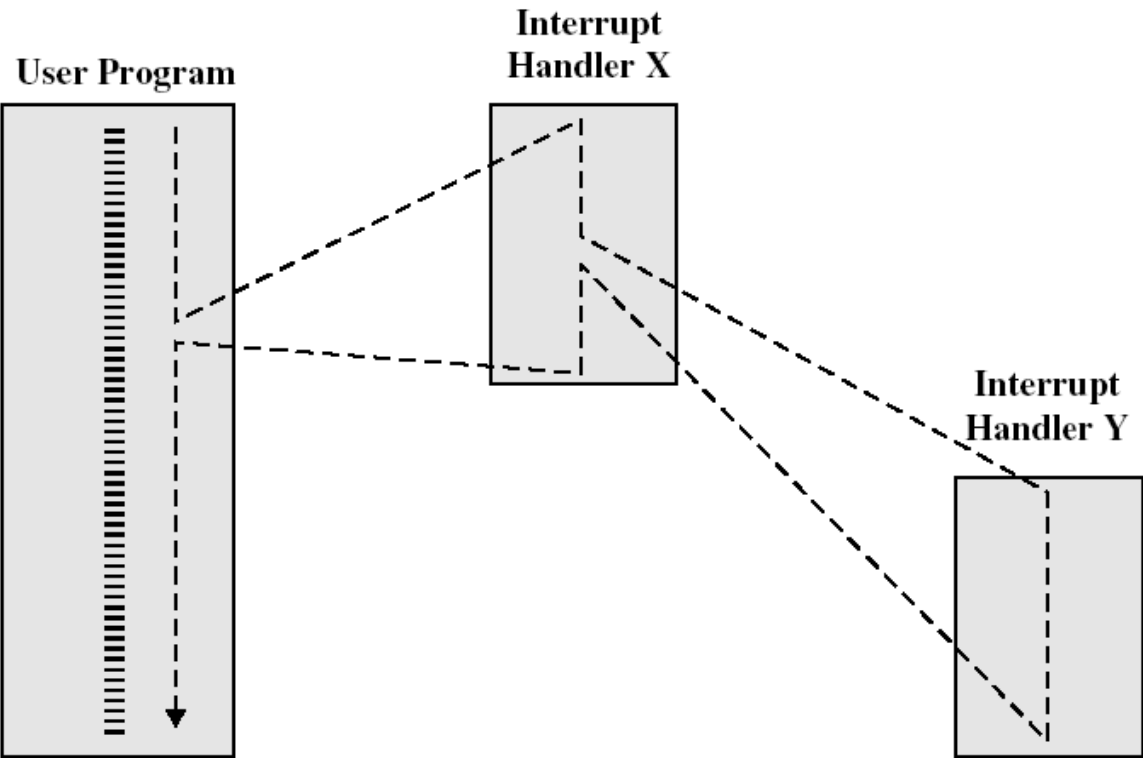 User Program
Interrupt
Handler X
Interrupt
Handler Y